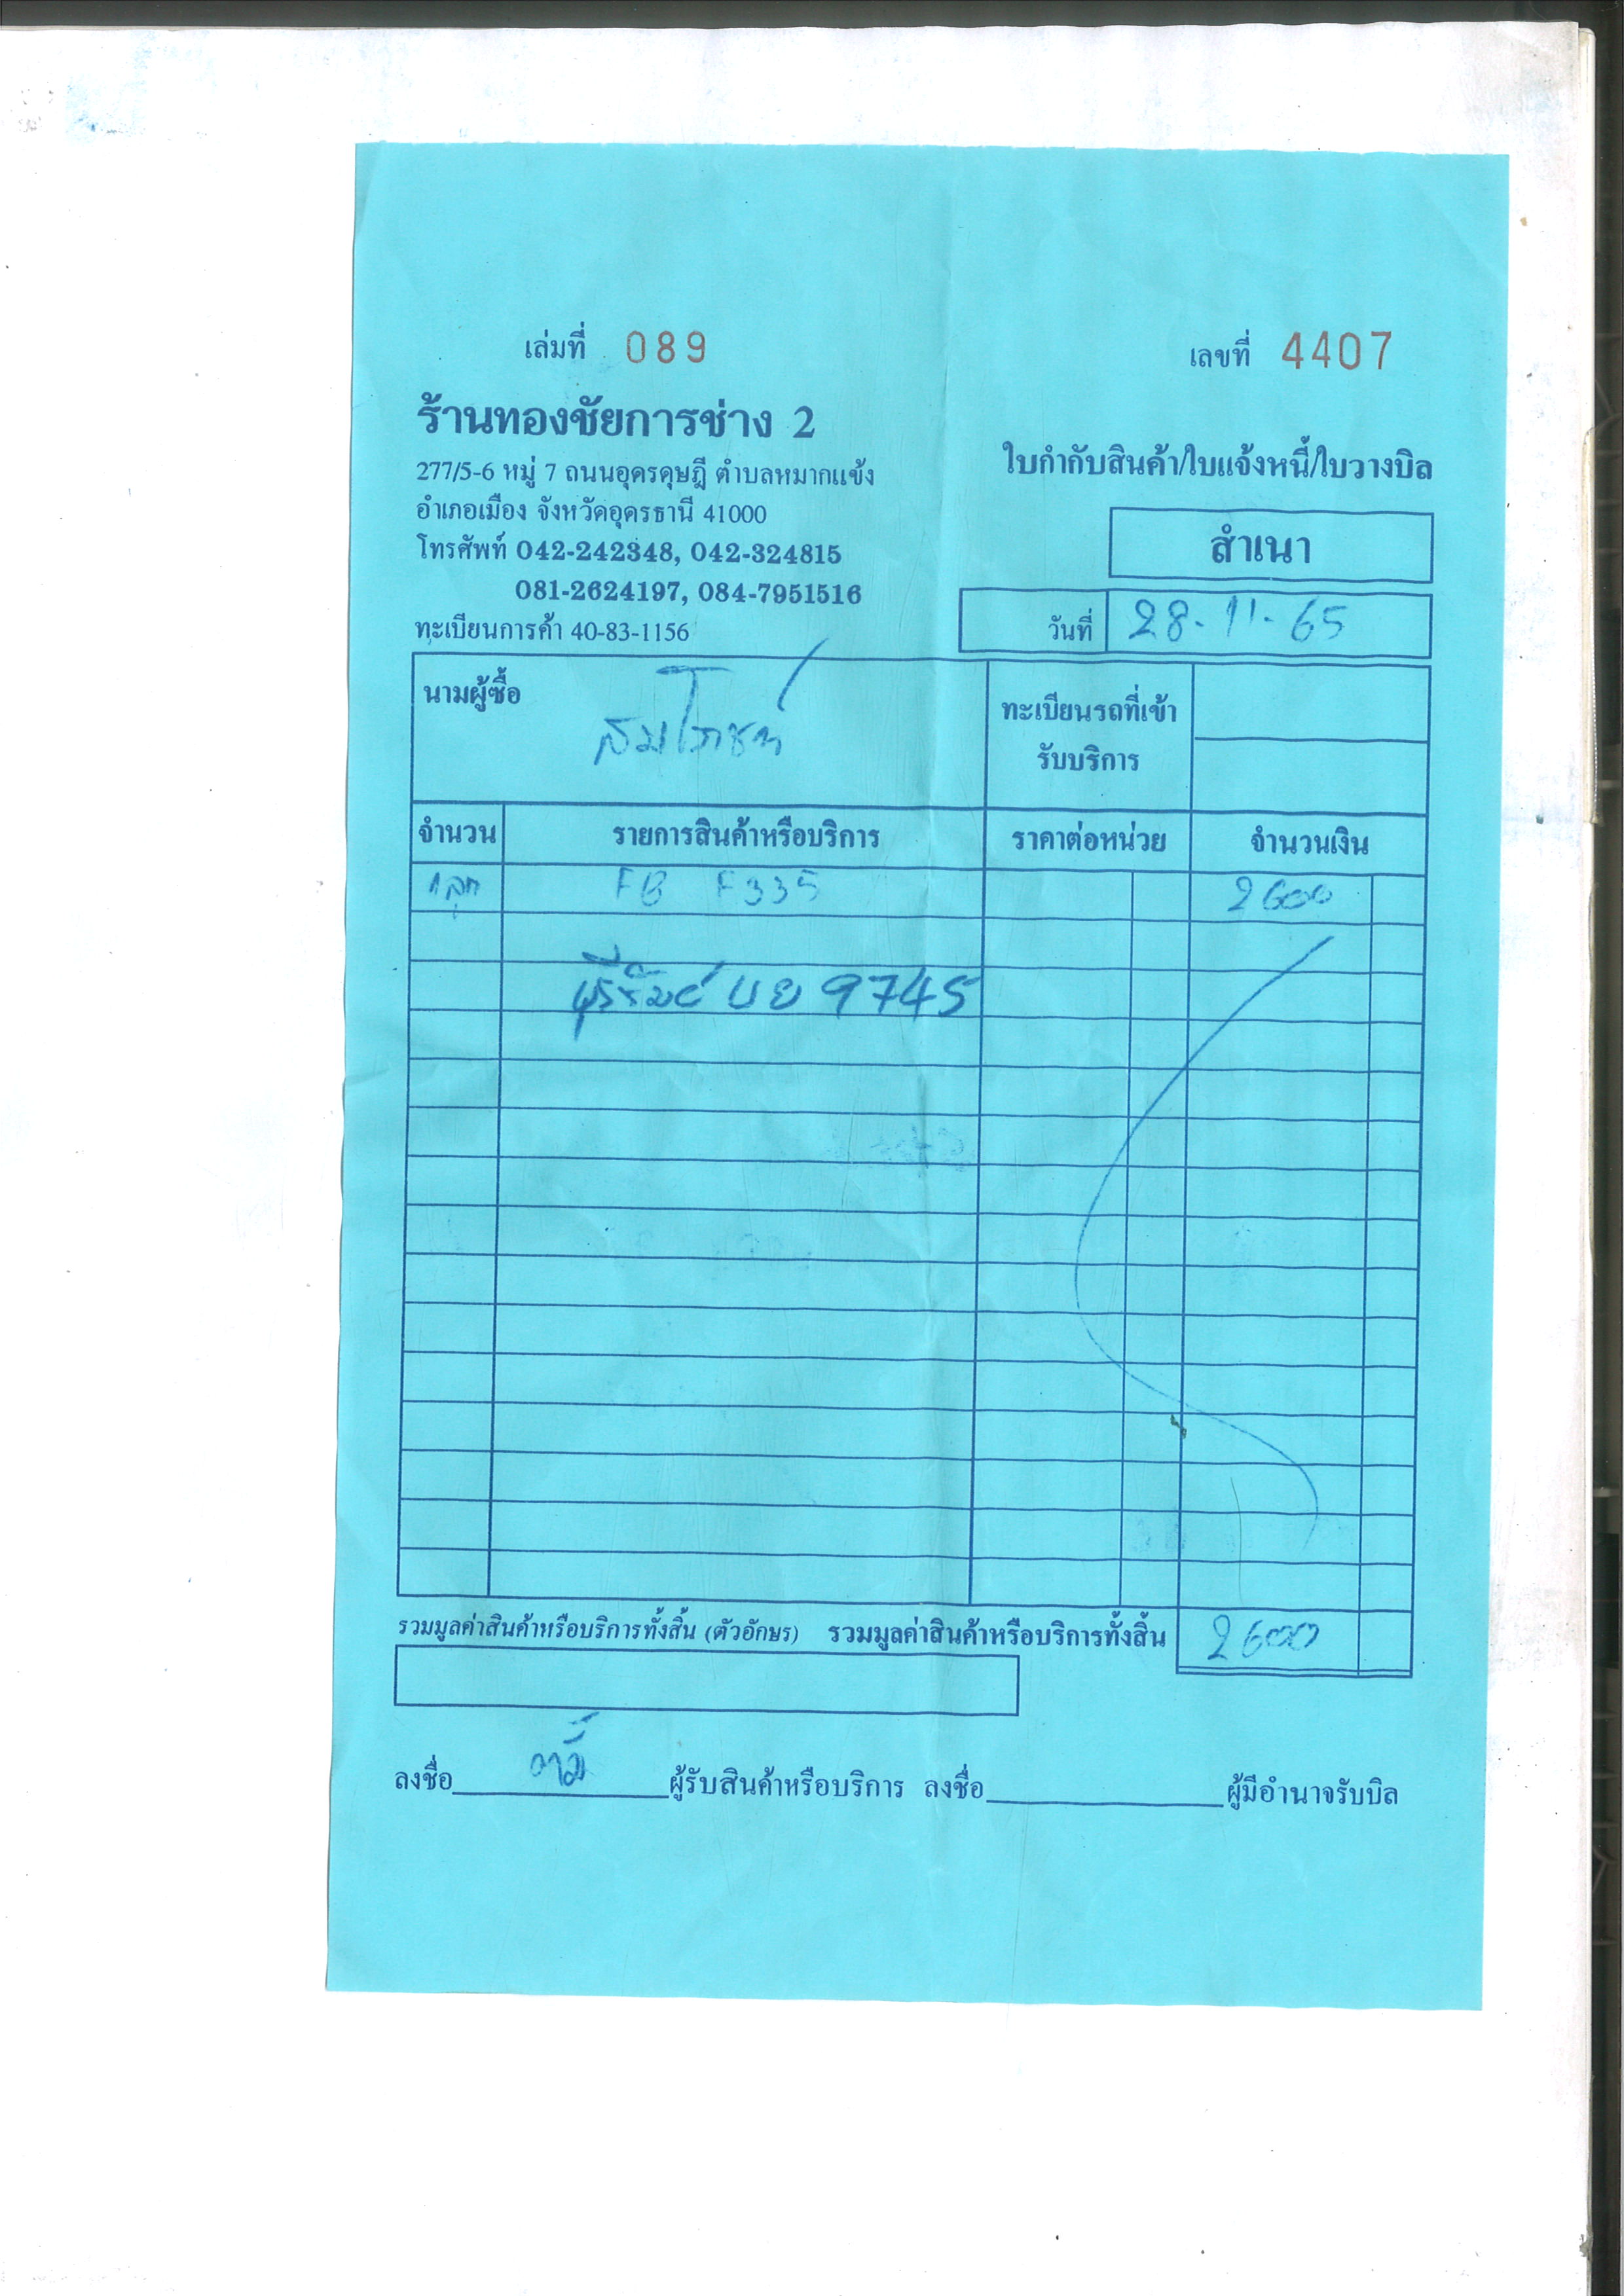 เล่มที่ 089
เลขที่ 4407
ร้านทองชัยการช่าง 2
277/5-6 หมู่ 7 ถนนอุดรดุษฎี ตำบลหมากแข้ง
อำเภอเมือง จังหวัดอุดรธานี 41000
โทรศัพท์ 042-242348, 042-324815
081-2624197, 084-7951516
ทะเบียนการค้า 40-83-1156
ใบกำกับสินค้า/ใบแจ้งหนี้/ใบวางบิล
สำเนา
วันที่ 28-11-65
นามผู้ซื้อ สมโภชน์
ทะเบียนรถที่เข้า
รับบริการ
จำนวน รายการสินค้าหรือบริการ ราคาต่อหน่วย จำนวนเงิน
1 ลูก FB F335 2600
บุรีรัมย์ บย 9745
รวมมูลค่าสินค้าหรือบริการทั้งสิ้น (ตัวอักษร) รวมมูลค่าสินค้าหรือบริการทั้งสิ้น 2600
ลงชื่อ ผู้รับสินค้าหรือบริการ ลงชื่อ ผู้มีอำนาจรับบิล